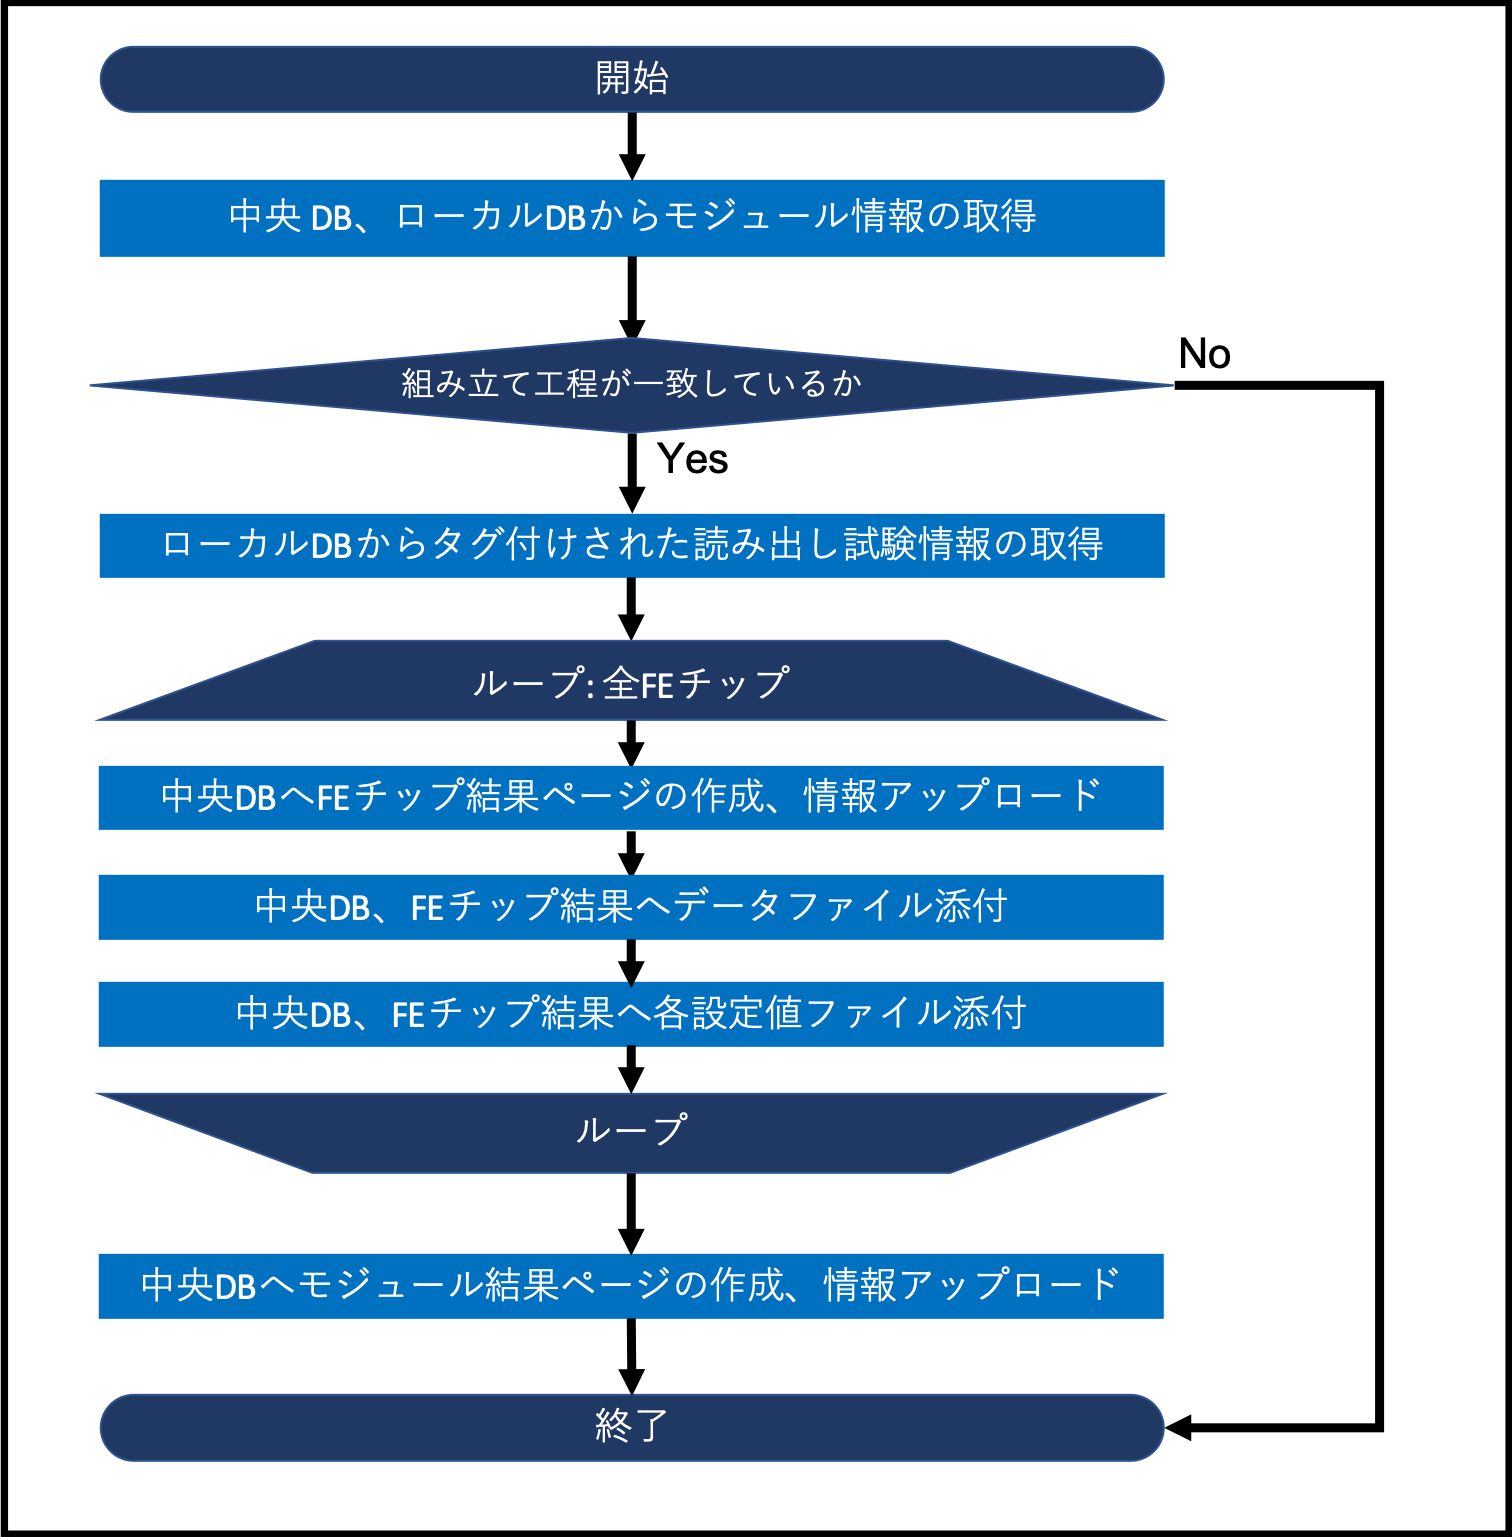 開始
中央 DB、ローカルDBからモジュール情報の取得
組み立て工程が一致しているか
No
Yes
ローカルDBからタグ付けされた読み出し試験情報の取得
ループ: 全FEチップ
中央DBへFEチップ結果ページの作成、情報アップロード
中央DB、FEチップ結果へデータファイル添付
中央DB、FEチップ結果へ各設定値ファイル添付
ループ
中央DBへモジュール結果ページの作成、情報アップロード
終了